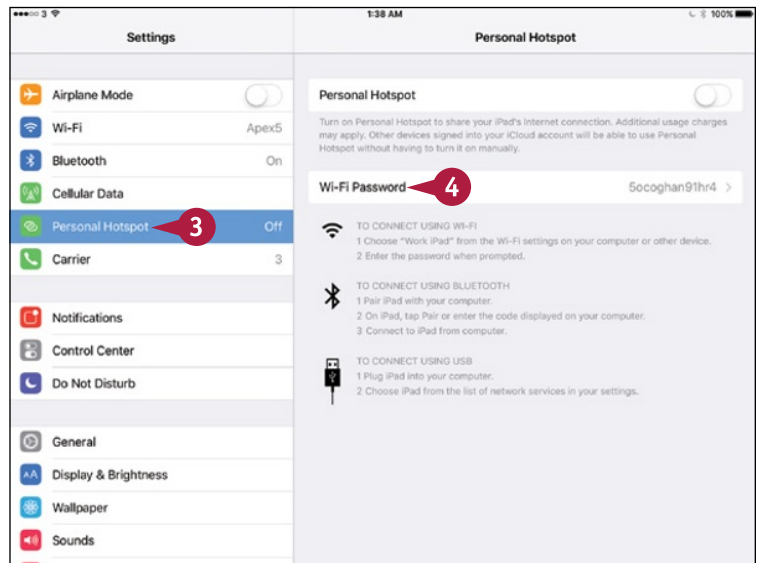 3 1:38 AM 100%
Settings
Personal Hotspot
Airplane Mode
Wi-Fi Apex5
Bluetooth On
Cellular Data
Personal Hotspot 3 Off
Carrier 3
Notifications
Control Center
Do Not Disturb
General
Display & Brightness
Wallpaper
Sounds
Personal Hotspot
Turn on Personal Hotspot to share your iPad's Internet connection. Additional usage charges
may apply. Other devices signed into your iCloud account will be able to use Personal
Hotspot without having to turn it on manually.
Wi-Fi Password 4 5ocoghan91hr4
TO CONNECT USING WI-FI
1 Choose "Work iPad" from the Wi-Fi settings on your computer or other device.
2 Enter the password when prompted.
TO CONNECT USING BLUETOOTH
1 Pair iPad with your computer.
2 On iPad, tap Pair or enter the code displayed on your computer.
3 Connect to iPad from computer.
TO CONNECT USING USB
1 Plug iPad into your computer.
2 Choose iPad from the list of network services in your settings.